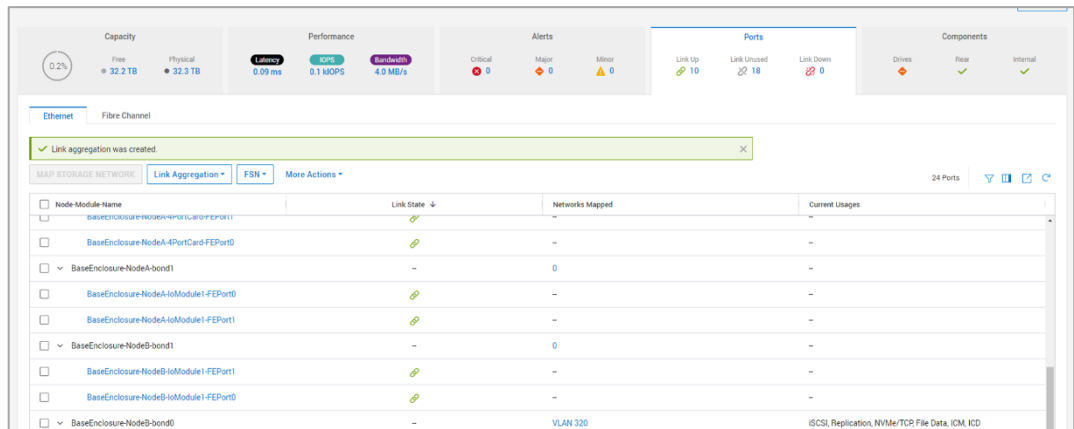 Capacity Performance Alerts Ports Components
0.2% Free Physical Latency IOPS Bandwidth Critical Major Minor Link Up Link Unused Link Down Drives Rear Internal
32.2 TB 32.3 TB 0.09 ms 0.1 kIOPS 4.0 MB/s 0 0 0 10 18 0
Ethernet Fibre Channel
Link aggregation was created.
MAP STORAGE NETWORK Link Aggregation FSN More Actions 24 Ports
Node-Module-Name Link State Networks Mapped Current Usages
BaseEnclosure-NodeA-4PortCard-FEPort1 -- --
BaseEnclosure-NodeA-4PortCard-FEPort0 -- --
BaseEnclosure-NodeA-bond1 -- 0 --
BaseEnclosure-NodeA-IoModule1-FEPort0 -- --
BaseEnclosure-NodeA-IoModule1-FEPort1 -- --
BaseEnclosure-NodeB-bond1 -- 0 --
BaseEnclosure-NodeB-IoModule1-FEPort1 -- --
BaseEnclosure-NodeB-IoModule1-FEPort0 -- --
BaseEnclosure-NodeB-bond0 -- VLAN 320 iSCSI, Replication, NVMe/TCP, File Data, ICM, ICD